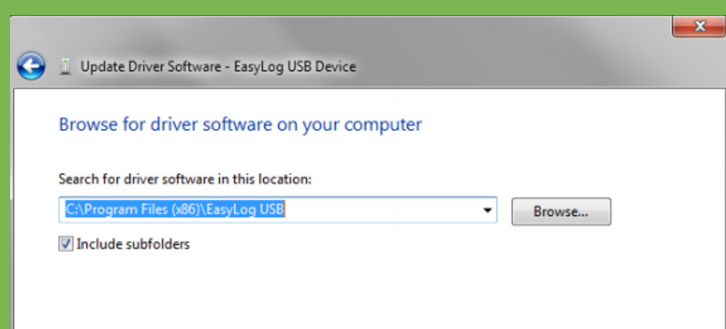 Update Driver Software - EasyLog USB Device
Browse for driver software on your computer
Search for driver software in this location:
C:\Program Files (x86)\EasyLog USB
Browse...
Include subfolders